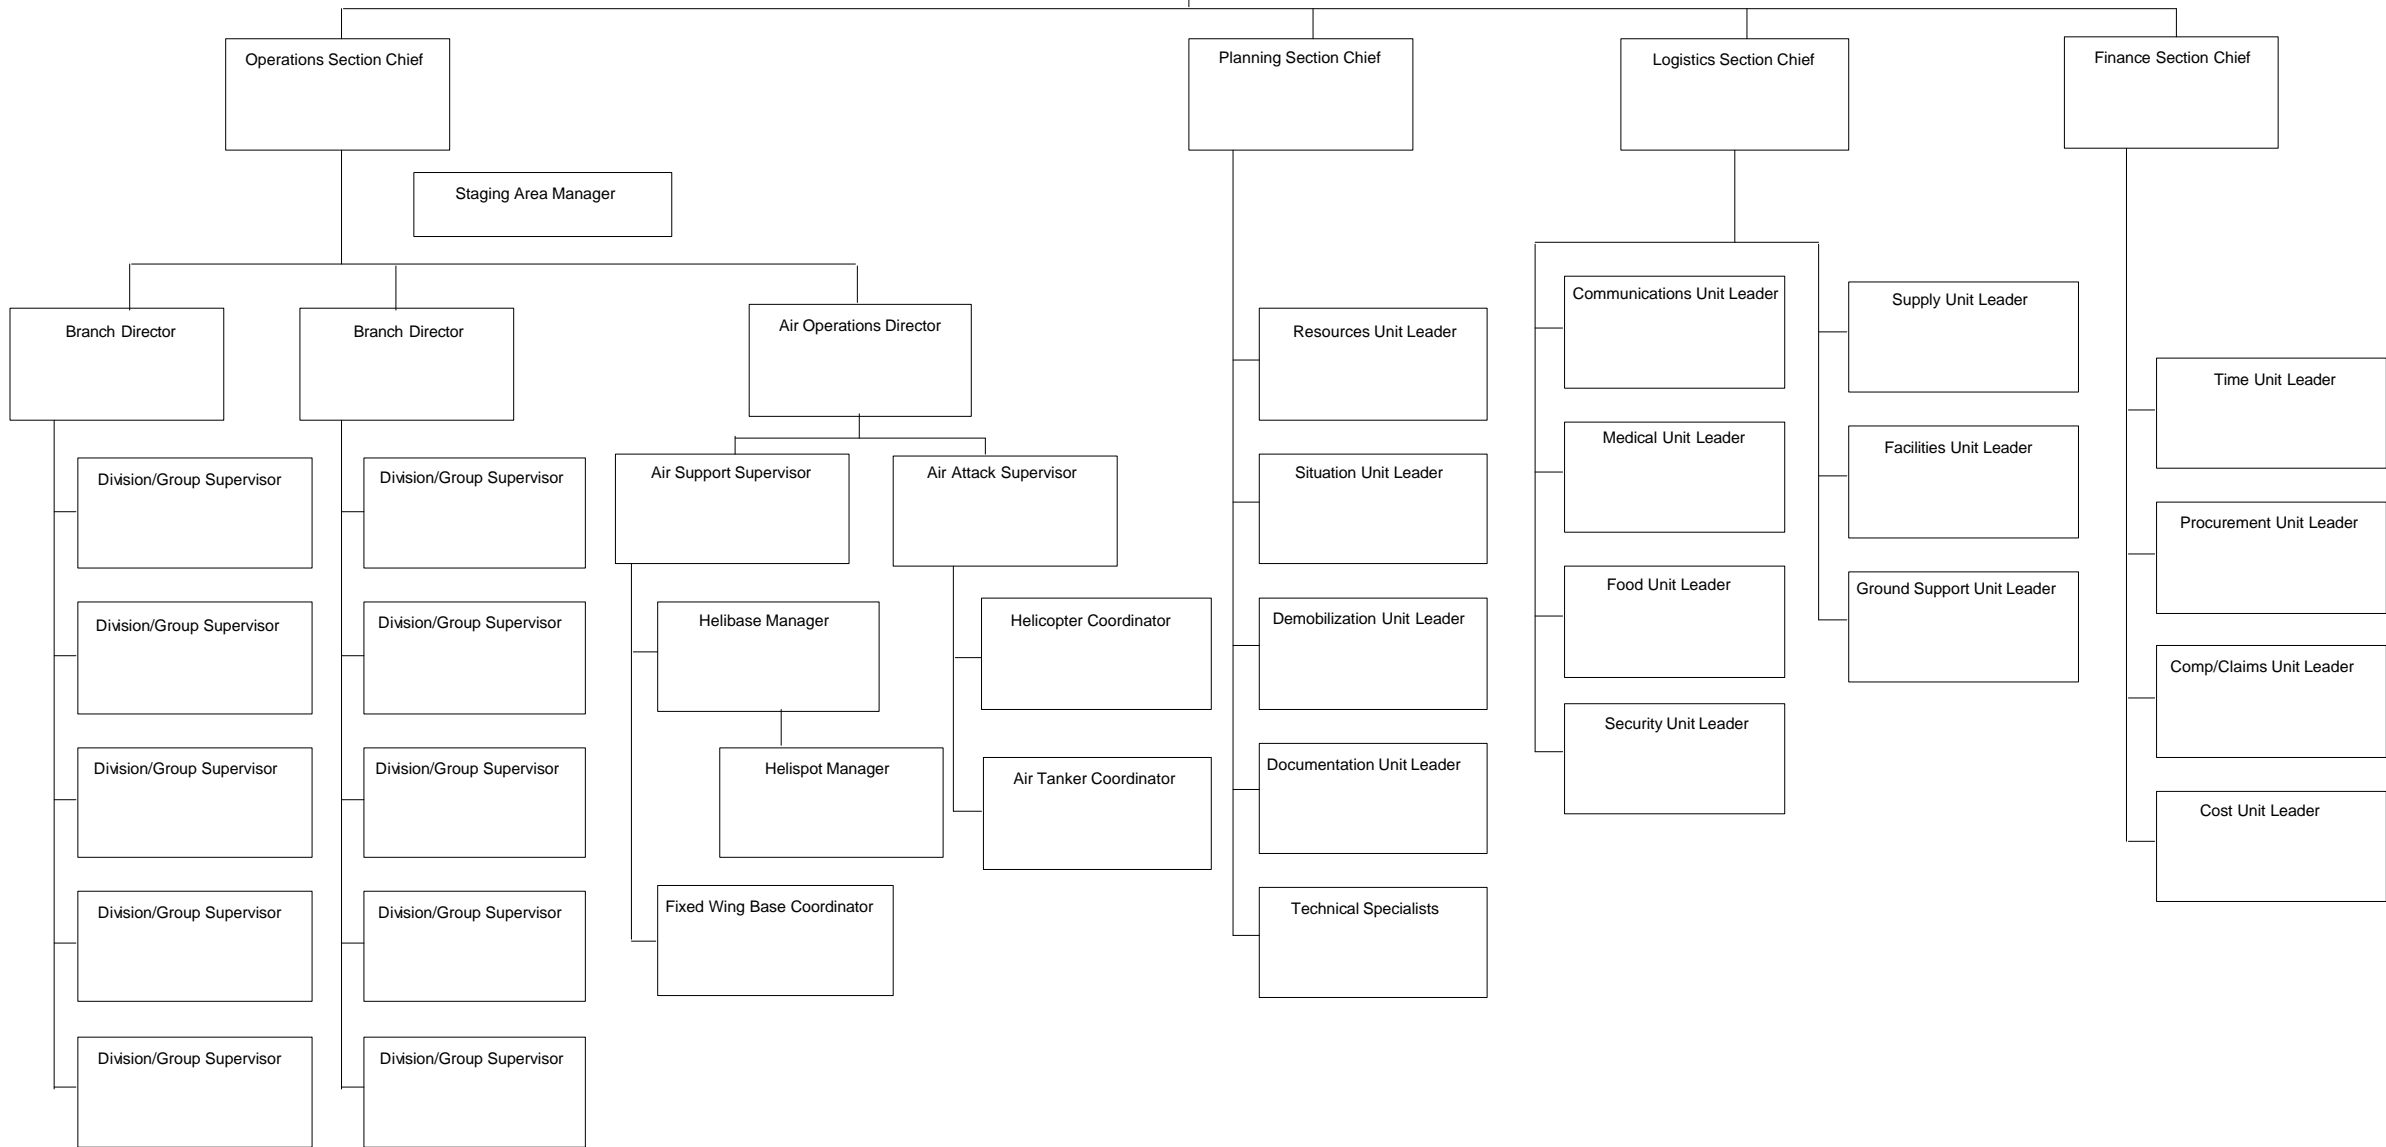 Operations Section Chief
Planning Section Chief
Logistics Section Chief
Finance Section Chief
Staging Area Manager
Branch Director
Branch Director
Air Operations Director
Resources Unit Leader
Communications Unit Leader
Supply Unit Leader
Time Unit Leader
Division/Group Supervisor
Division/Group Supervisor
Air Support Supervisor
Air Attack Supervisor
Situation Unit Leader
Medical Unit Leader
Facilities Unit Leader
Procurement Unit Leader
Division/Group Supervisor
Division/Group Supervisor
Helibase Manager
Helicopter Coordinator
Demobilization Unit Leader
Food Unit Leader
Ground Support Unit Leader
Comp/Claims Unit Leader
Division/Group Supervisor
Division/Group Supervisor
Helispot Manager
Air Tanker Coordinator
Documentation Unit Leader
Security Unit Leader
Cost Unit Leader
Division/Group Supervisor
Division/Group Supervisor
Fixed Wing Base Coordinator
Technical Specialists
Division/Group Supervisor
Division/Group Supervisor